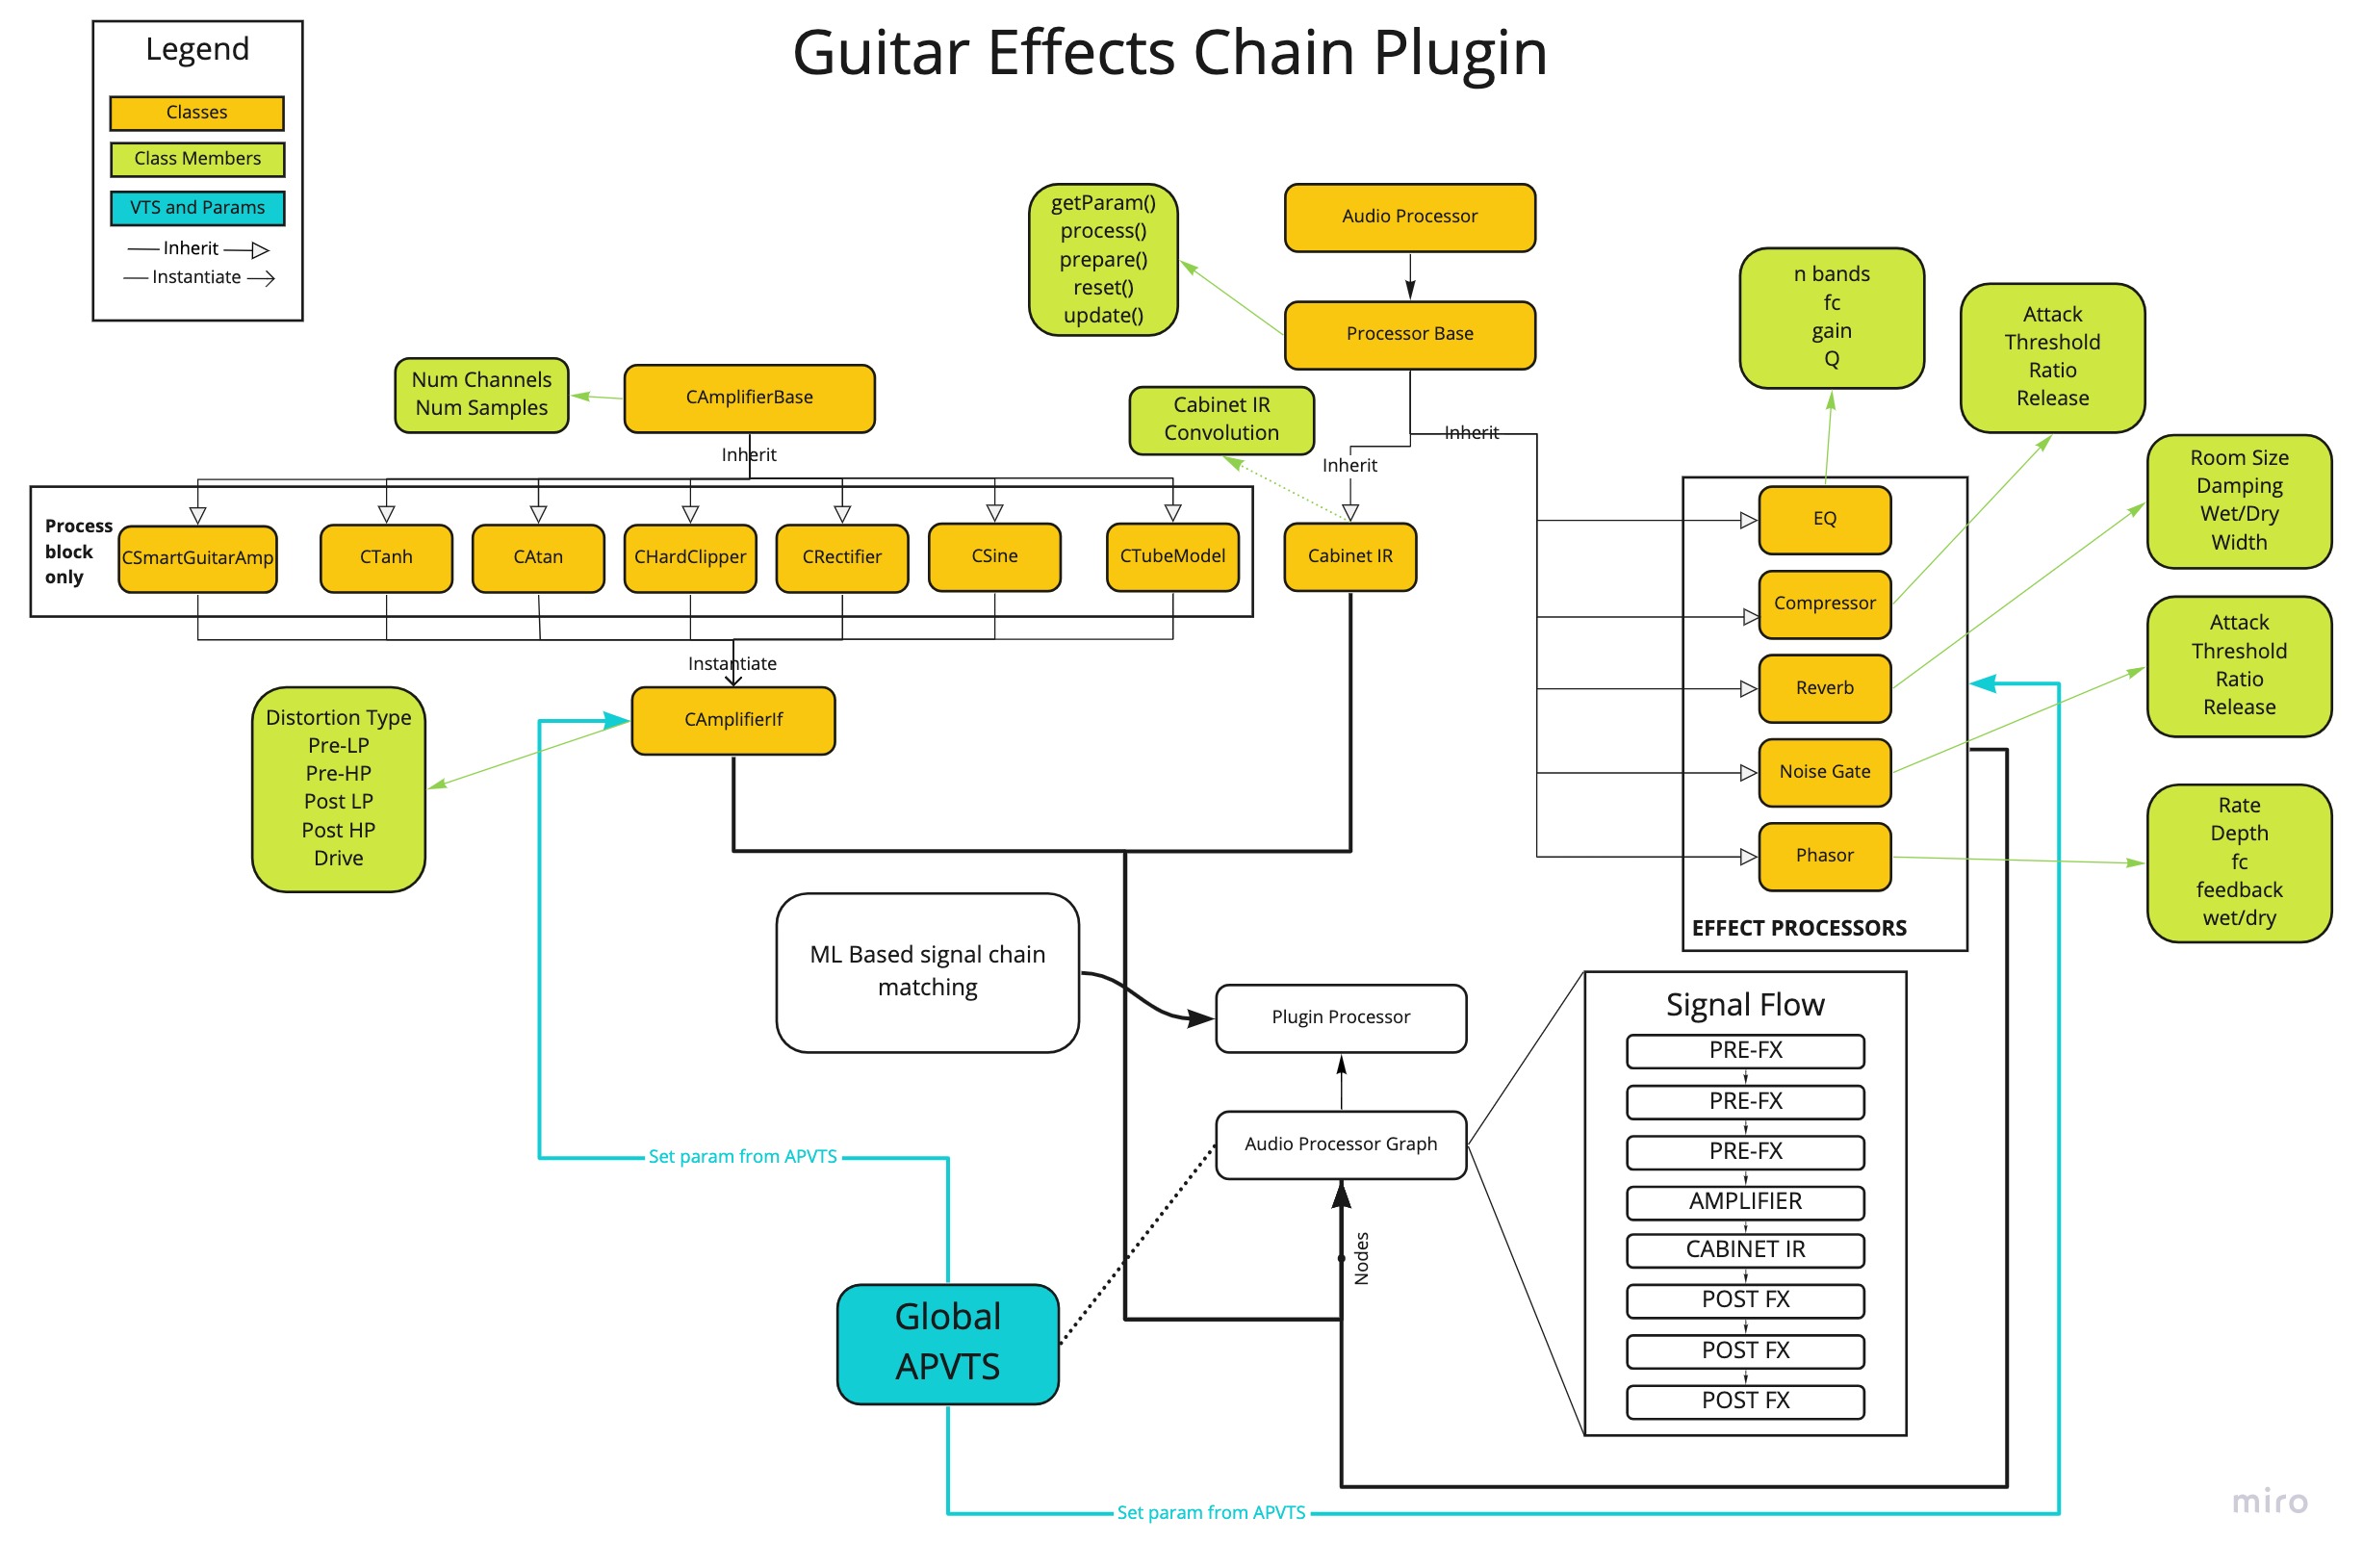 Guitar Effects Chain Plugin
Legend
Classes
Class Members
VTS and Params
Inherit
Instantiate
getParam()
process()
prepare()
reset()
update()
Audio Processor
Processor Base
n bands
fc
gain
Q
Attack
Threshold
Ratio
Release
Num Channels
Num Samples
CAmplifierBase
Cabinet IR
Convolution
Inherit
Inherit
Inherit
Room Size
Damping
Wet/Dry
Width
Process
block
only
CSmartGuitarAmp
CTanh
CAtan
CHardClipper
CRectifier
CSine
CTubeModel
Cabinet IR
EQ
Compressor
Reverb
Noise Gate
Phasor
EFFECT PROCESSORS
Attack
Threshold
Ratio
Release
Instantiate
CAmplifierIf
Distortion Type
Pre-LP
Pre-HP
Post LP
Post HP
Drive
Rate
Depth
fc
feedback
wet/dry
ML Based signal chain
matching
Plugin Processor
Audio Processor Graph
Nodes
Signal Flow
PRE-FX
PRE-FX
PRE-FX
AMPLIFIER
CABINET IR
POST FX
POST FX
POST FX
Set param from APVTS
Global
APVTS
Set param from APVTS
miro